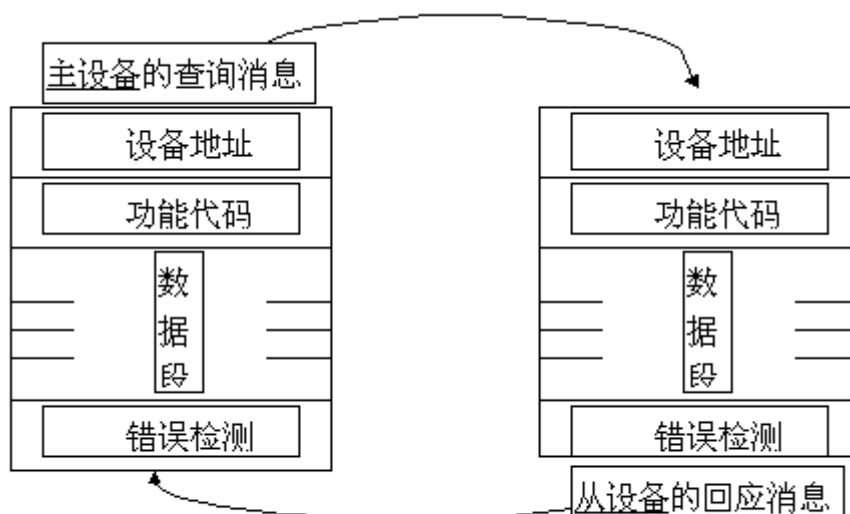 主设备的查询消息
设备地址
功能代码
数
据
段
错误检测
设备地址
功能代码
数
据
段
错误检测
从设备的回应消息